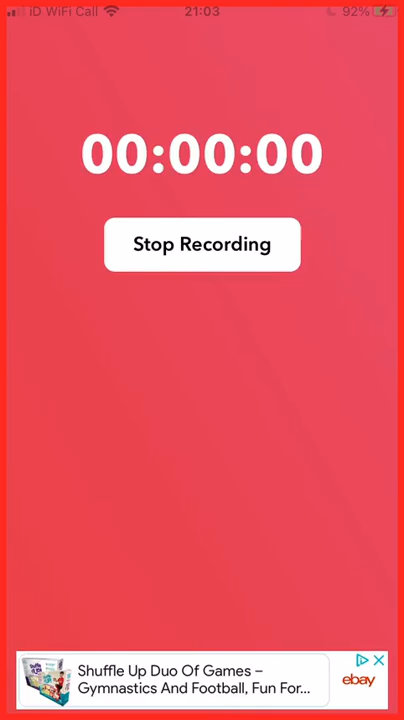 iD WiFi Call 21:03 92%
00:00:00
Stop Recording
Shuffle Up Duo Of Games –
Gymnastics And Football, Fun For...
ebay